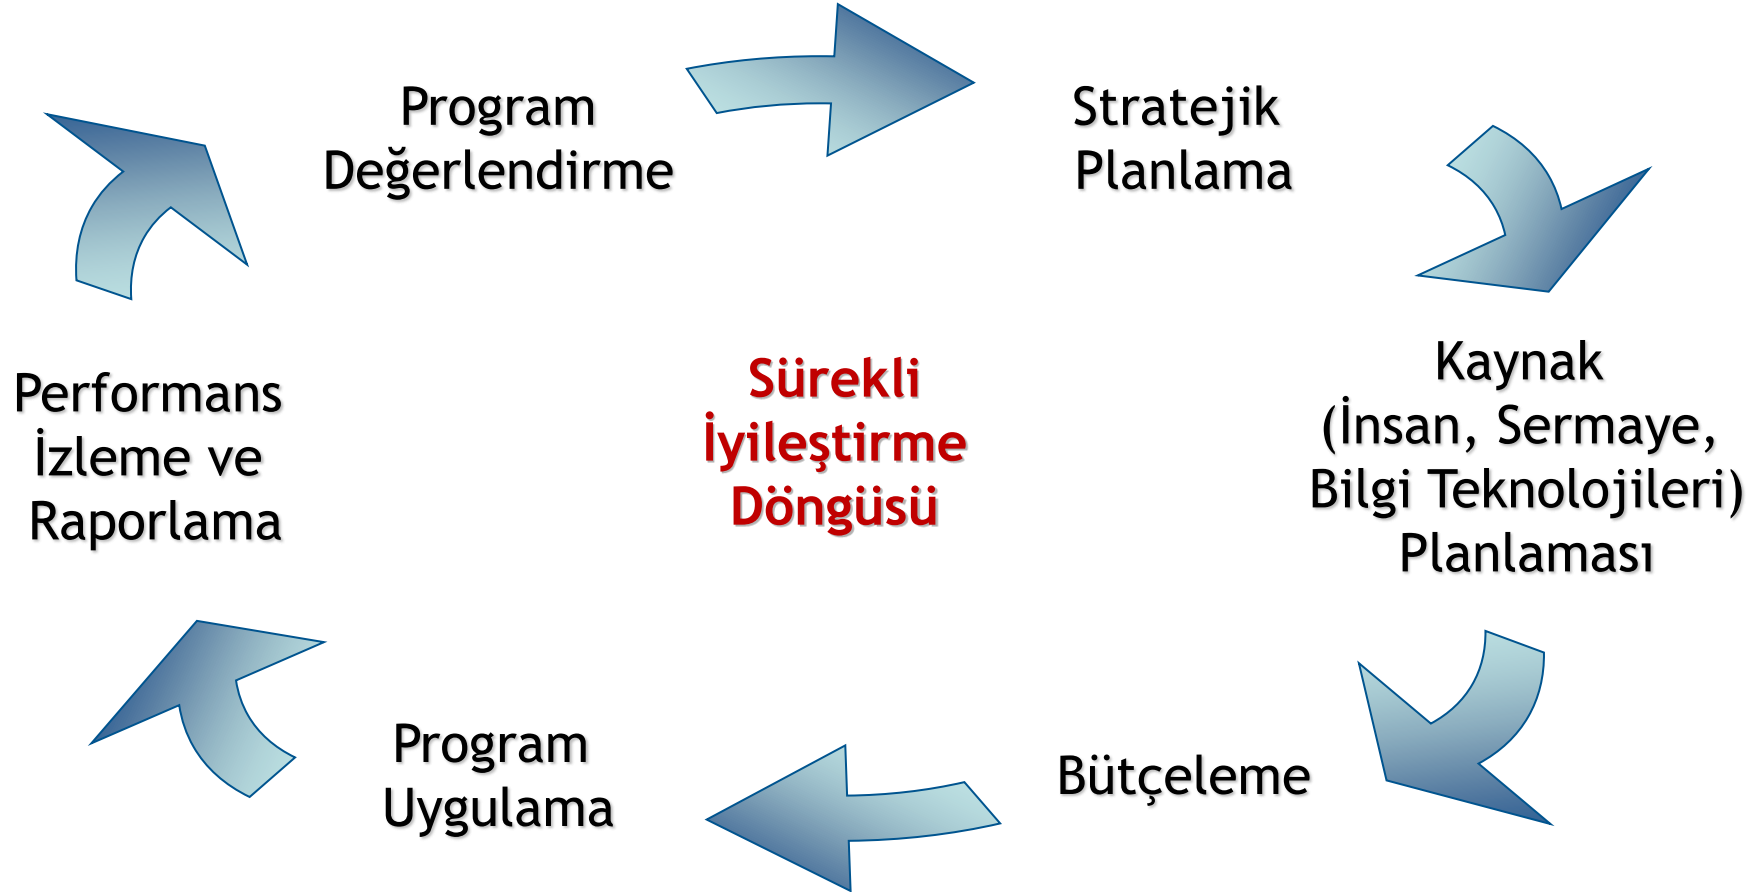 Program
Değerlendirme
Stratejik
Planlama
Kaynak
(İnsan, Sermaye,
Bilgi Teknolojileri)
Planlaması
Bütçeleme
Program
Uygulama
Performans
İzleme ve
Raporlama
Sürekli
İyileştirme
Döngüsü